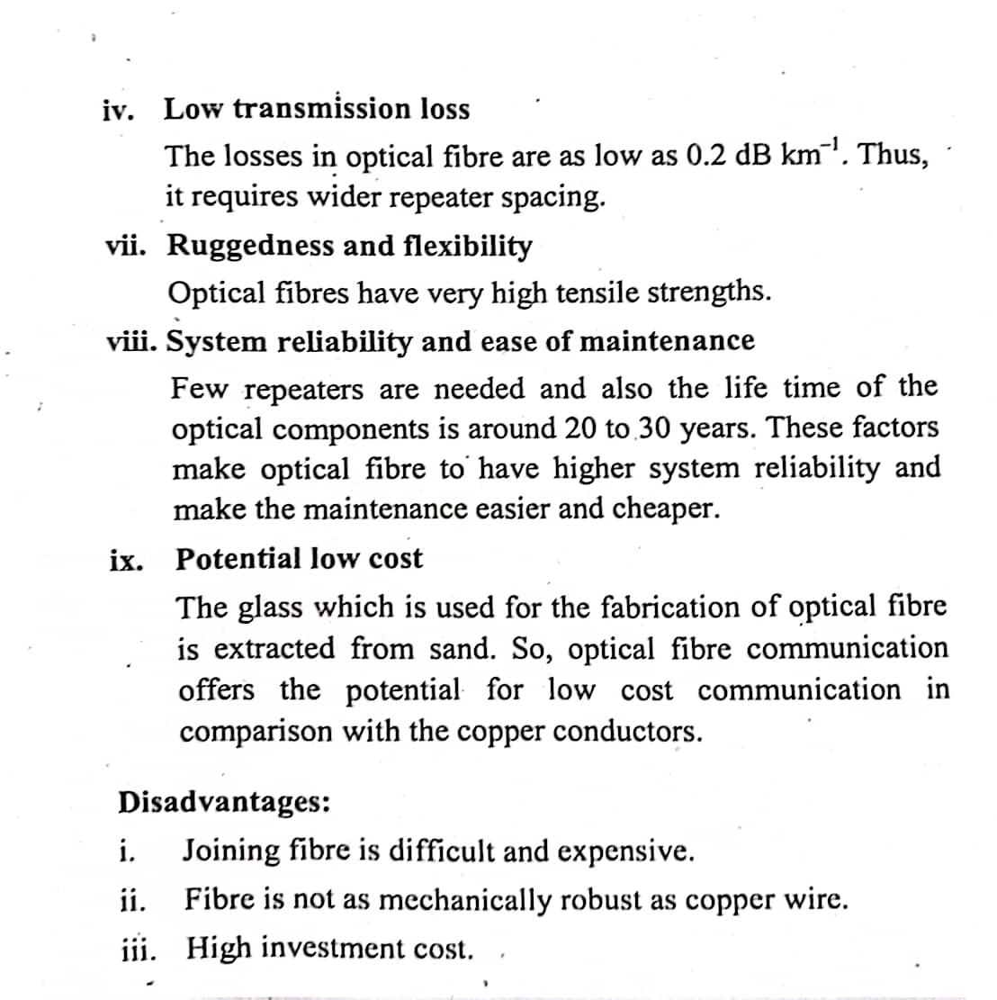 iv. Low transmission loss
The losses in optical fibre are as low as 0.2 dB km⁻¹. Thus,
it requires wider repeater spacing.
vii. Ruggedness and flexibility
Optical fibres have very high tensile strengths.
viii. System reliability and ease of maintenance
Few repeaters are needed and also the life time of the
optical components is around 20 to 30 years. These factors
make optical fibre to have higher system reliability and
make the maintenance easier and cheaper.
ix. Potential low cost
The glass which is used for the fabrication of optical fibre
is extracted from sand. So, optical fibre communication
offers the potential for low cost communication in
comparison with the copper conductors.
Disadvantages:
i. Joining fibre is difficult and expensive.
ii. Fibre is not as mechanically robust as copper wire.
iii. High investment cost.